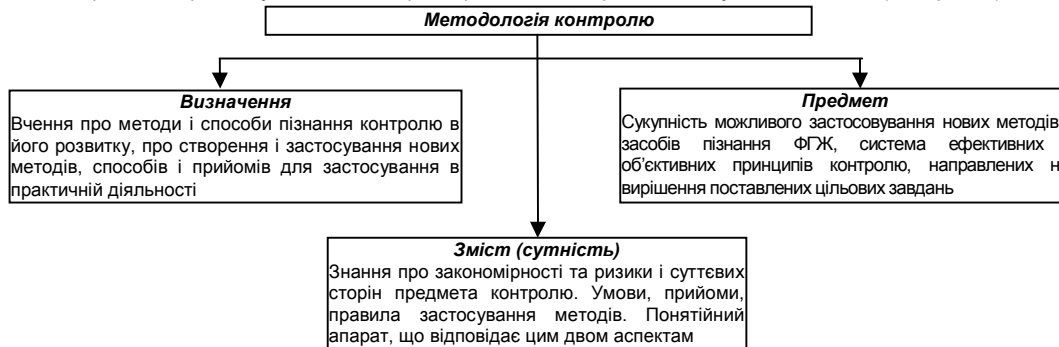 Методологія контролю
Визначення
Вчення про методи і способи пізнання контролю в
його розвитку, про створення і застосування нових
методів, способів і прийомів для застосування в
практичній діяльності
Предмет
Сукупність можливого застосовування нових методів
засобів пізнання ФГЖ, система ефективних
об’єктивних принципів контролю, направлених н
вирішення поставлених цільових завдань
Зміст (сутність)
Знання про закономірності та ризики і суттєвих
сторін предмета контролю. Умови, прийоми,
правила застосування методів. Понятійний
апарат, що відповідає цим двом аспектам